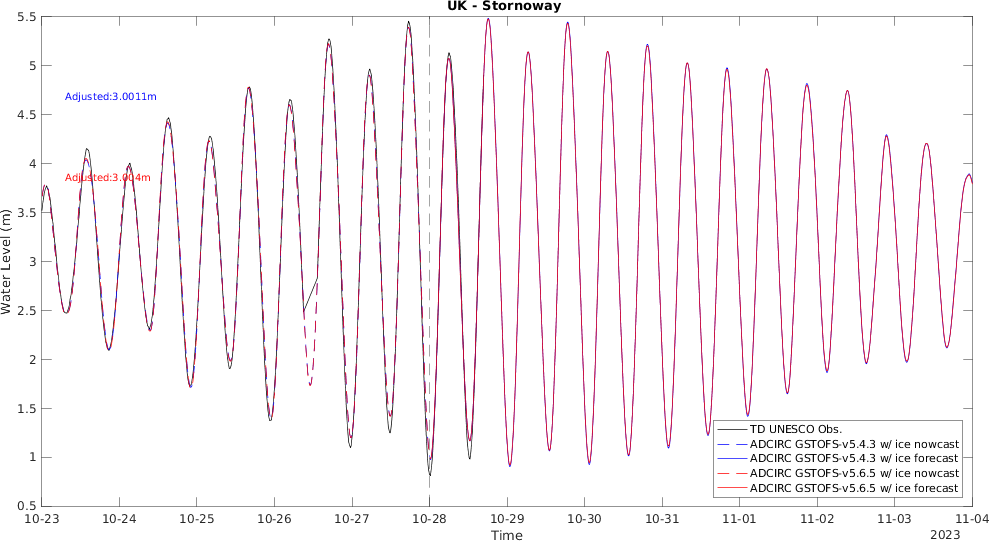 UK - Stornoway
5.5
5
4.5
4
3.5
3
2.5
2
1.5
1
0.5
Water Level (m)
Adjusted:3.0011m
Adjusted:3.004m
TD UNESCO Obs.
ADCIRC GSTOFS-v5.4.3 w/ ice nowcast
ADCIRC GSTOFS-v5.4.3 w/ ice forecast
ADCIRC GSTOFS-v5.6.5 w/ ice nowcast
ADCIRC GSTOFS-v5.6.5 w/ ice forecast
10-23 10-24 10-25 10-26 10-27 10-28 10-29 10-30 10-31 11-01 11-02 11-03 11-04
Time
2023